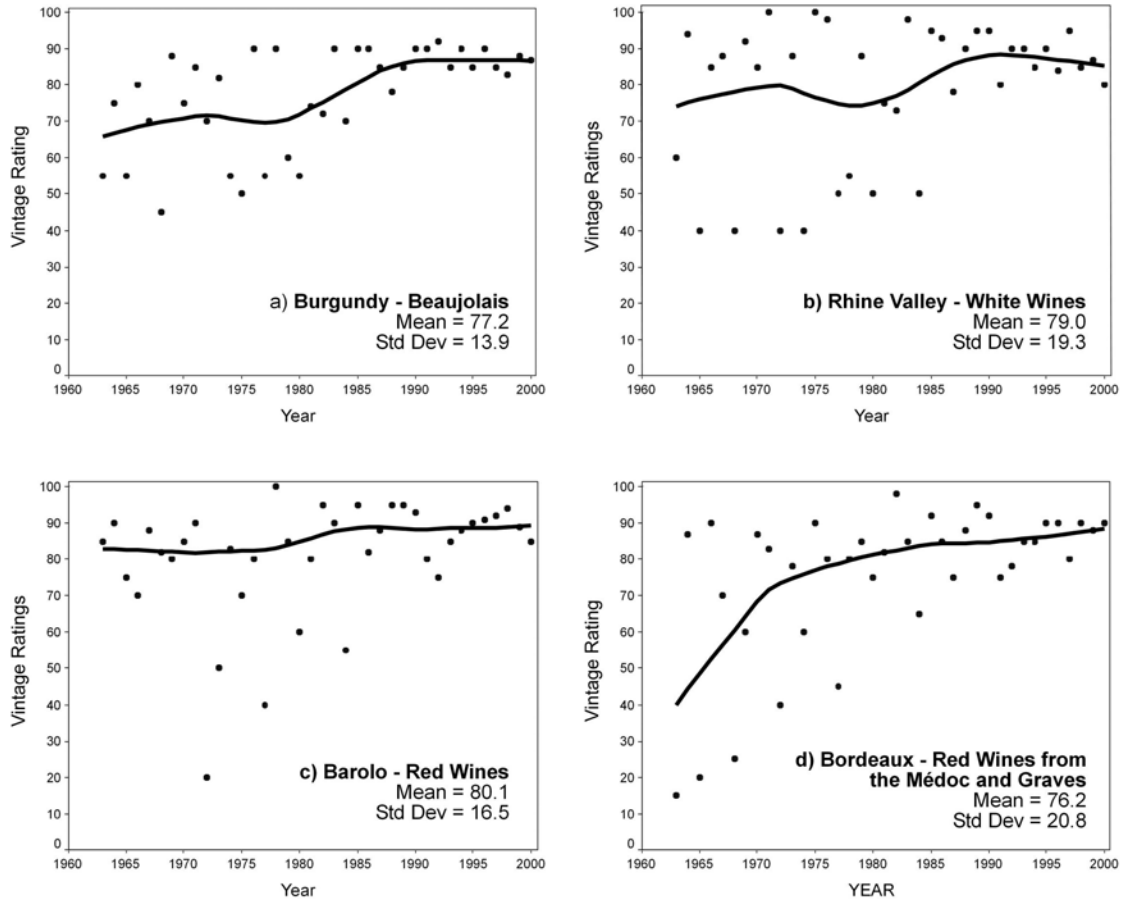 Vintage Rating
100
90
80
70
60
50
40
30
20
10
0
a) Burgundy - Beaujolais
Mean = 77.2
Std Dev = 13.9
1960 1965 1970 1975 1980 1985 1990 1995 2000
Year
Vintage Ratings
100
90
80
70
60
50
40
30
20
10
0
b) Rhine Valley - White Wines
Mean = 79.0
Std Dev = 19.3
1960 1965 1970 1975 1980 1985 1990 1995 2000
Year
Vintage Ratings
100
90
80
70
60
50
40
30
20
10
0
c) Barolo - Red Wines
Mean = 80.1
Std Dev = 16.5
1960 1965 1970 1975 1980 1985 1990 1995 2000
Year
Vintage Rating
100
90
80
70
60
50
40
30
20
10
0
d) Bordeaux - Red Wines from
the Médoc and Graves
Mean = 76.2
Std Dev = 20.8
1960 1965 1970 1975 1980 1985 1990 1995 2000
YEAR